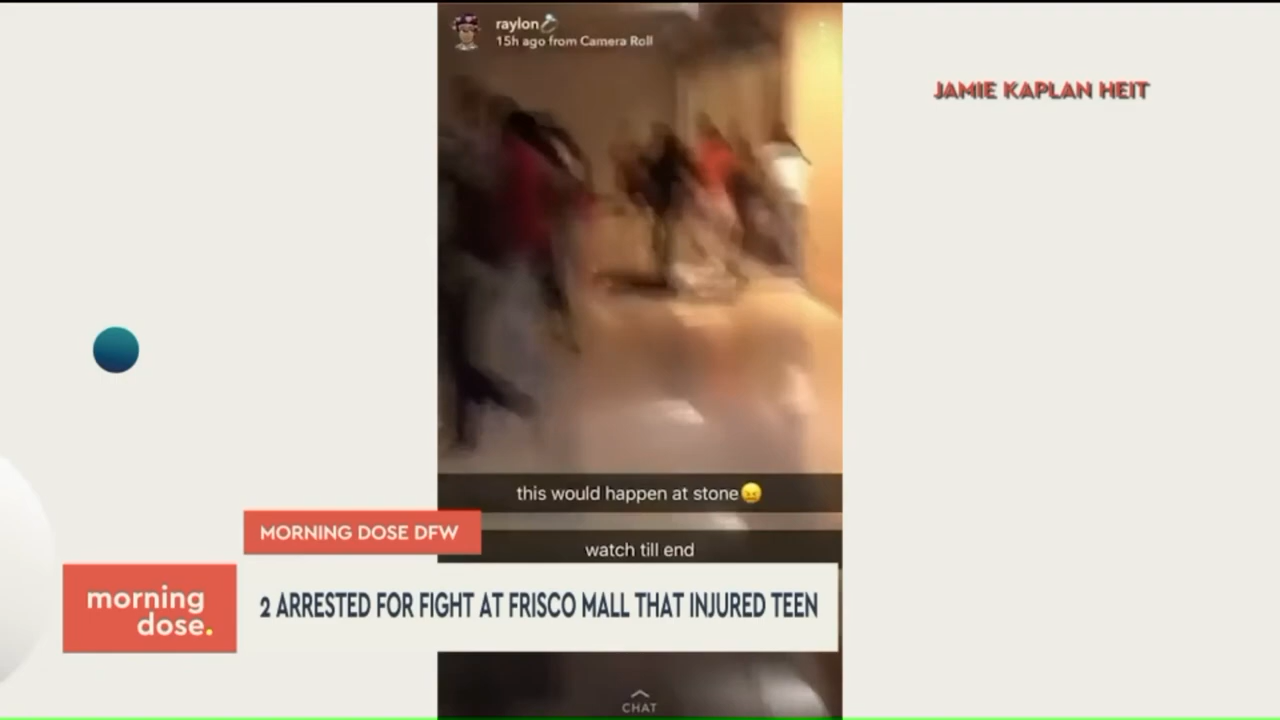 raylon💍
15h ago from Camera Roll
JAMIE KAPLAN HEIT
this would happen at stone😖
watch till end
MORNING DOSE DFW
morning
dose.
2 ARRESTED FOR FIGHT AT FRISCO MALL THAT INJURED TEEN
CHAT